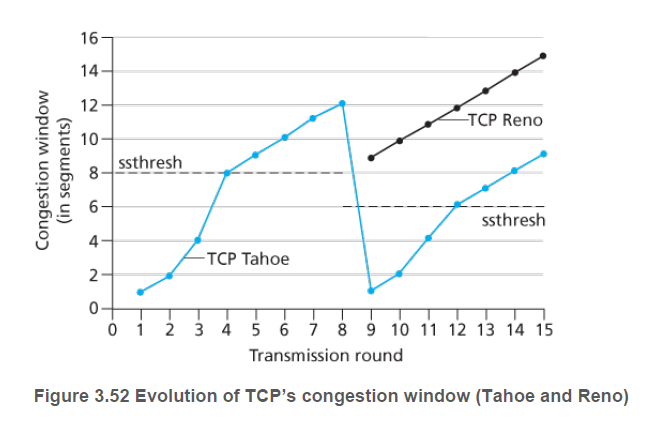 16
14
12
10
8
6
4
2
0
Congestion window
(in segments)
ssthresh
TCP Tahoe
TCP Reno
ssthresh
0 1 2 3 4 5 6 7 8 9 10 11 12 13 14 15
Transmission round
Figure 3.52 Evolution of TCP's congestion window (Tahoe and Reno)